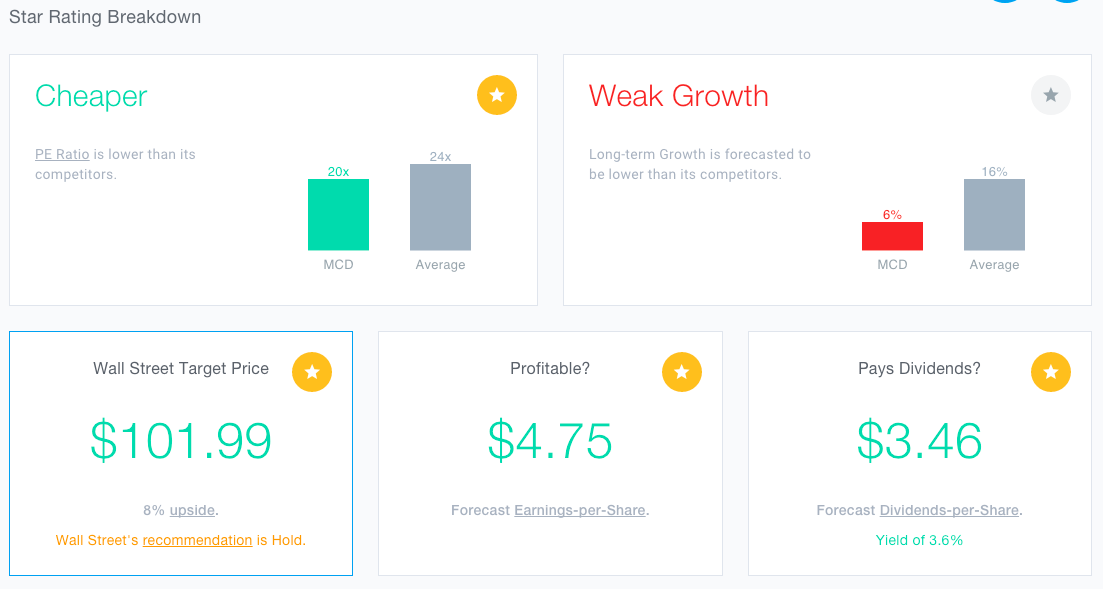 Star Rating Breakdown
Cheaper
PE Ratio is lower than its
competitors.
20x
24x
MCD
Average
Weak Growth
Long-term Growth is forecasted to
be lower than its competitors.
6%
16%
MCD
Average
Wall Street Target Price
$101.99
8% upside.
Wall Street's recommendation is Hold.
Profitable?
$4.75
Forecast Earnings-per-Share.
Pays Dividends?
$3.46
Forecast Dividends-per-Share.
Yield of 3.6%